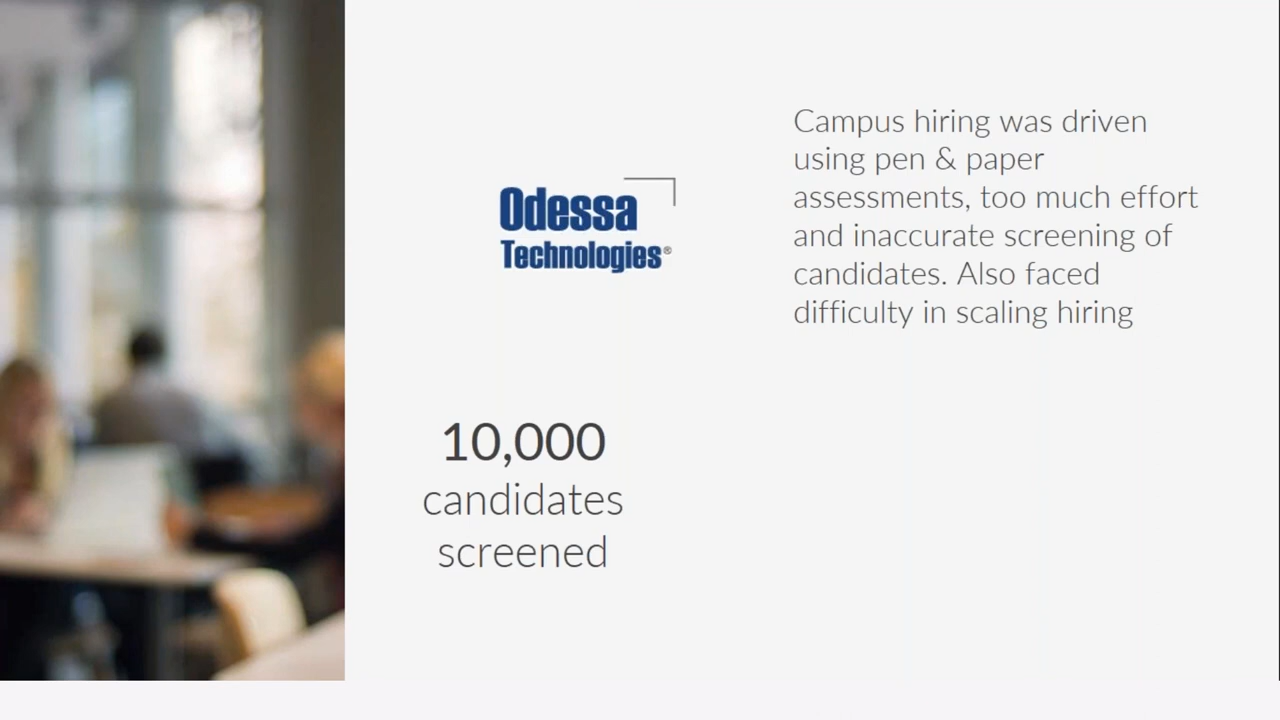 Odessa
Technologies®
Campus hiring was driven
using pen & paper
assessments, too much effort
and inaccurate screening of
candidates. Also faced
difficulty in scaling hiring
10,000
candidates
screened